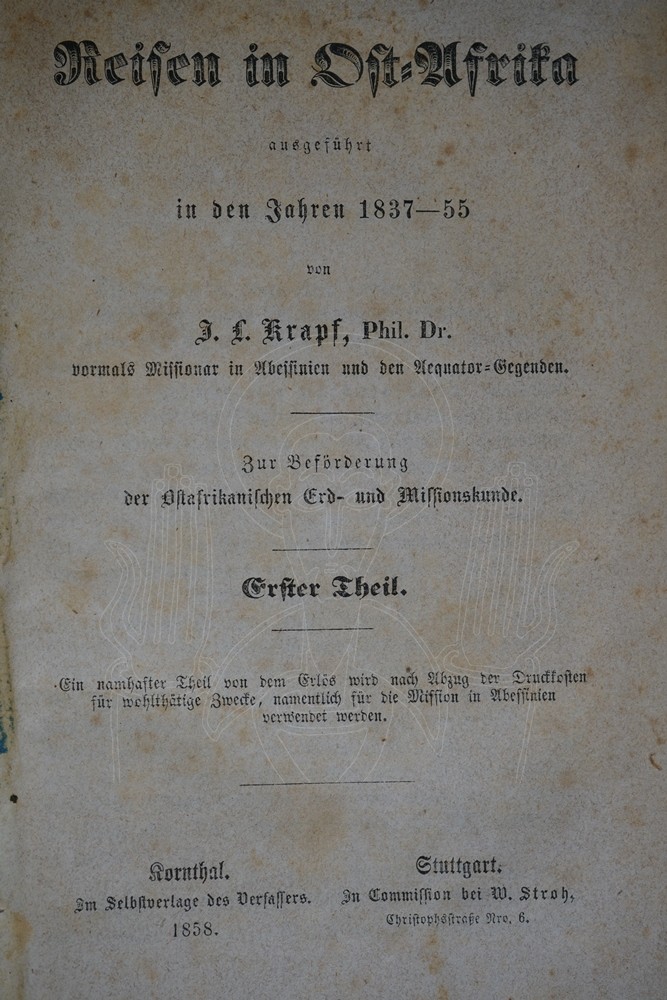 Reisen in Ost-Afrika
ausgeführt
in den Jahren 1837—55
von
J. L. Krapf, Phil. Dr.
vormals Missionar in Abessinien und den Aequator-Gegenden.
Zur Beförderung
der Ostafrikanischen Erd- und Missionskunde.
Erster Theil.
Ein namhafter Theil von dem Erlös wird nach Abzug der Druckkosten
für wohlthätige Zwecke, namentlich für die Mission in Abessinien
verwendet werden.
Kornthal.
Im Selbstverlage des Verfassers.
1858.
Stuttgart.
In Commission bei W. Stroh,
Christophsstraße Nro. 6.